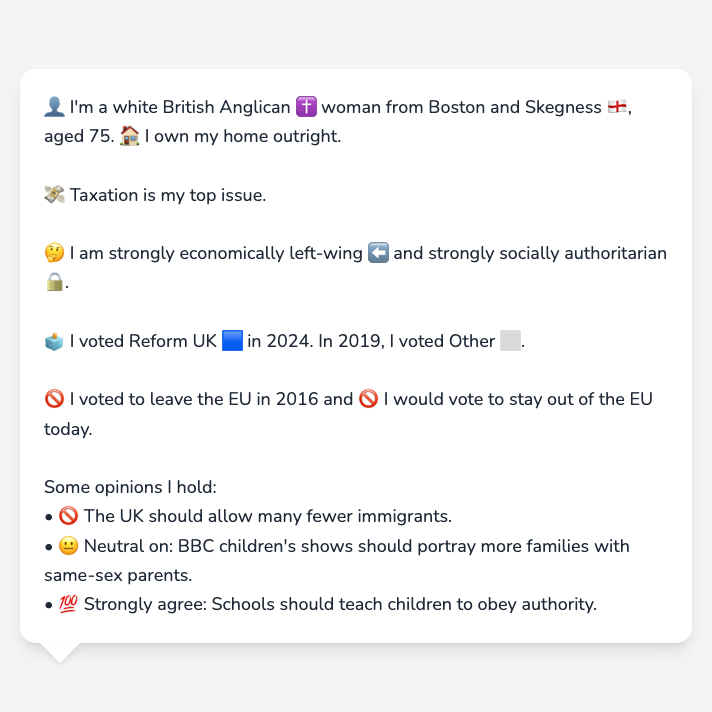 👤 I'm a white British Anglican ✝️ woman from Boston and Skegness 🏴󠁧󠁢󠁥󠁮󠁧󠁿,
aged 75. 🏠 I own my home outright.
💸 Taxation is my top issue.
🤔 I am strongly economically left-wing ⬅️ and strongly socially authoritarian
🔒.
🗳️ I voted Reform UK 🟦 in 2024. In 2019, I voted Other ⬜.
🚫 I voted to leave the EU in 2016 and 🚫 I would vote to stay out of the EU
today.
Some opinions I hold:
• 🚫 The UK should allow many fewer immigrants.
• 😐 Neutral on: BBC children's shows should portray more families with
same-sex parents.
• 💯 Strongly agree: Schools should teach children to obey authority.